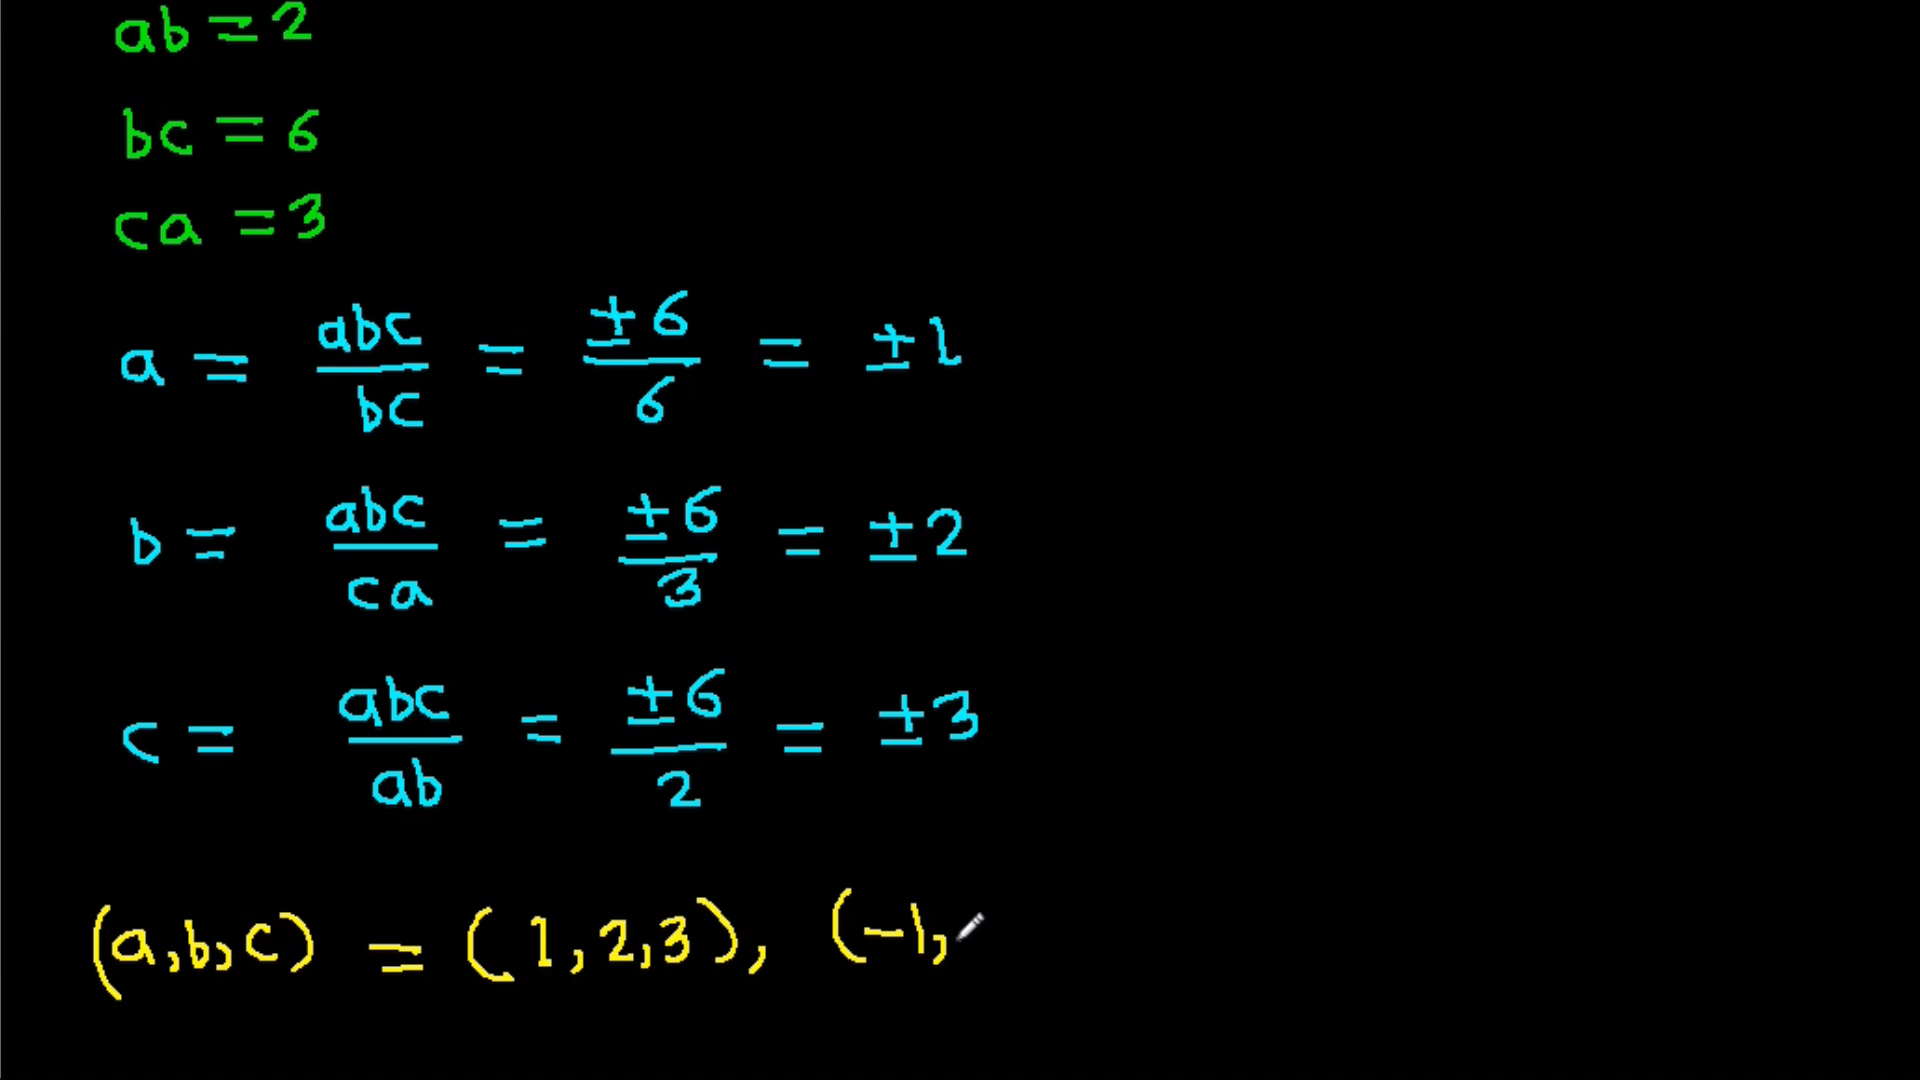 ab = 2
bc = 6
ca = 3
a = abc/bc = ±6/6 = ±1
b = abc/ca = ±6/3 = ±2
c = abc/ab = ±6/2 = ±3
(a,b,c) = (1,2,3), (-1,